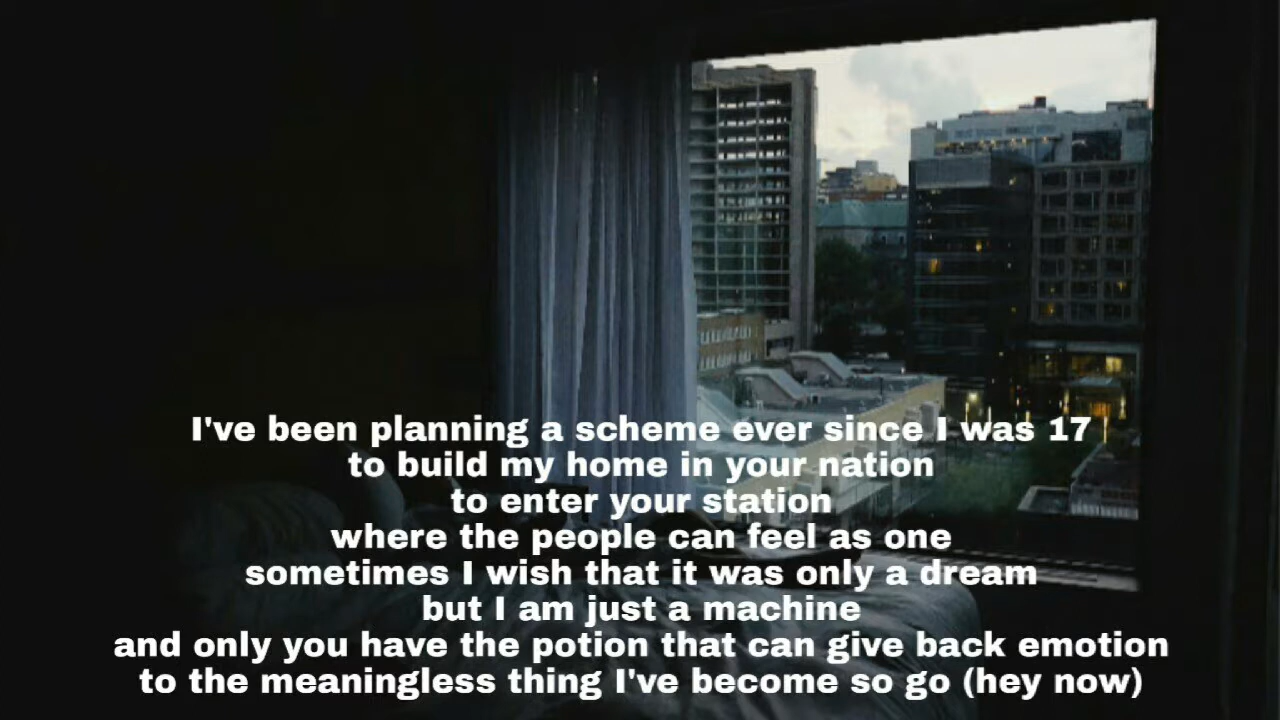 I've been planning a scheme ever since I was 17
to build my home in your nation
to enter your station
where the people can feel as one
sometimes I wish that it was only a dream
but I am just a machine
and only you have the potion that can give back emotion
to the meaningless thing I've become so go (hey now)